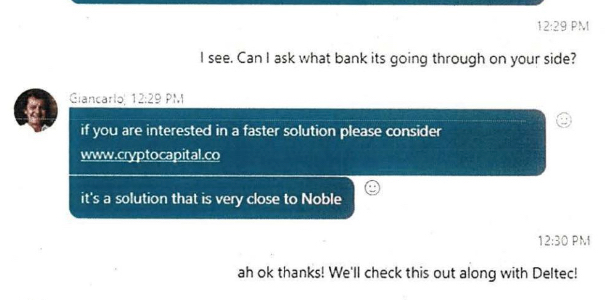 12:29 PM
I see. Can I ask what bank its going through on your side?
Giancarlo, 12:29 PM
if you are interested in a faster solution please consider
www.cryptocapital.co
it's a solution that is very close to Noble
12:30 PM
ah ok thanks! We'll check this out along with Deltec!